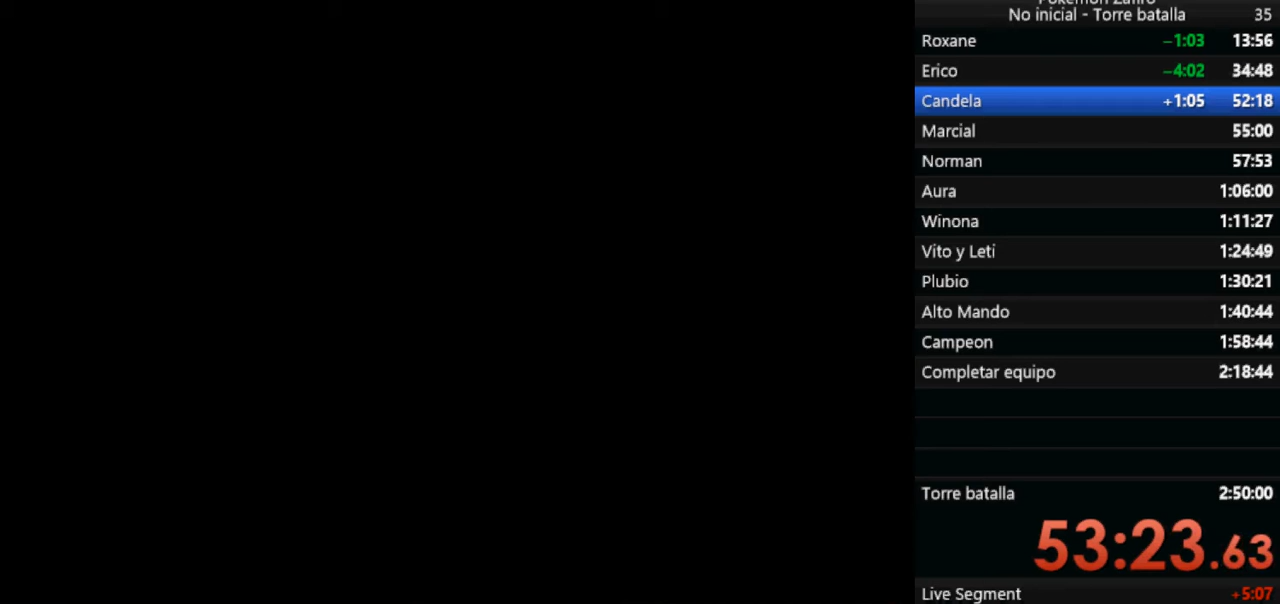 Pokemon Zafiro
No inicial - Torre batalla 35
Roxane −1:03 13:56
Erico −4:02 34:48
Candela +1:05 52:18
Marcial 55:00
Norman 57:53
Aura 1:06:00
Winona 1:11:27
Vito y Leti 1:24:49
Plubio 1:30:21
Alto Mando 1:40:44
Campeon 1:58:44
Completar equipo 2:18:44
Torre batalla 2:50:00
53:23.63
Live Segment +5:07